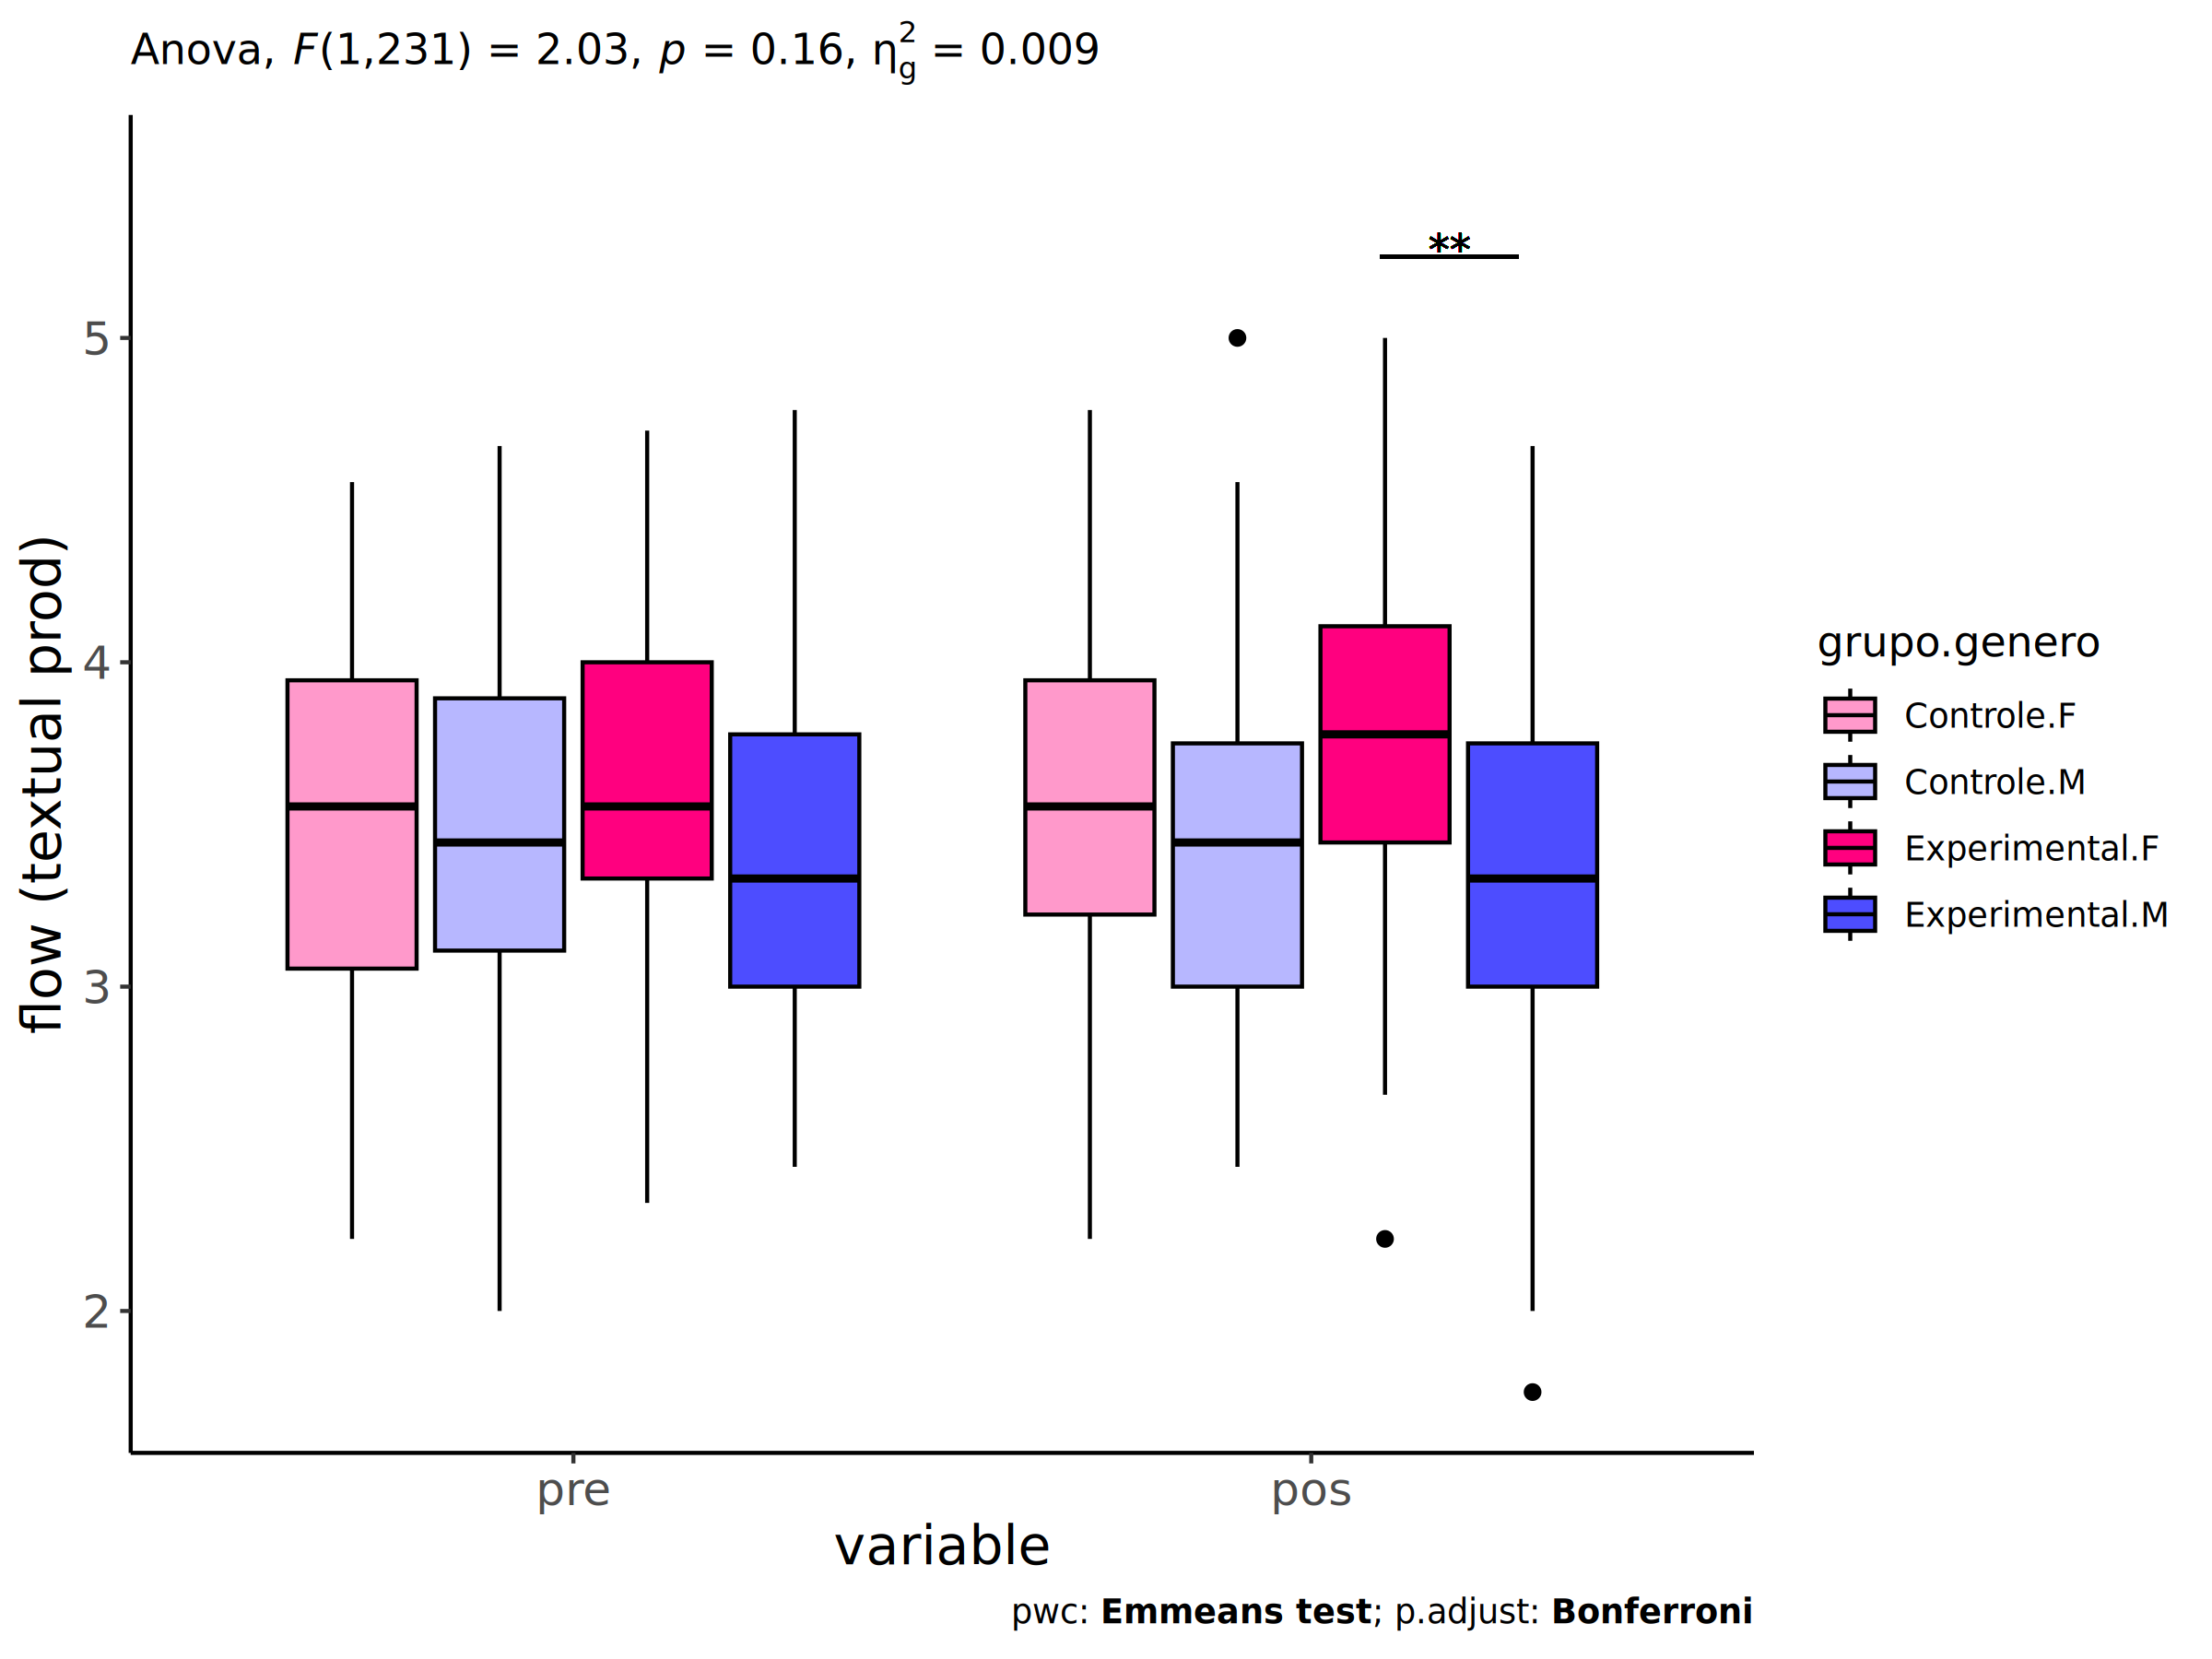 Anova, F(1,231) = 2.03, p = 0.16, η²g = 0.009
**
5
4
3
2
flow (textual prod)
pre
pos
variable
grupo.genero
Controle.F
Controle.M
Experimental.F
Experimental.M
pwc: Emmeans test; p.adjust: Bonferroni